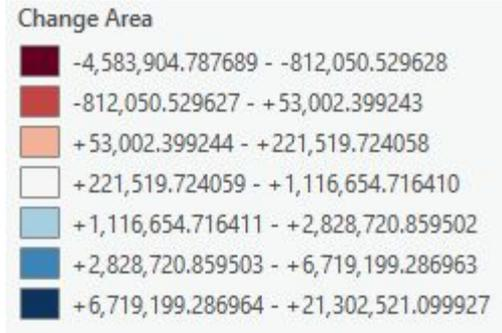 Change Area
-4,583,904.787689 - -812,050.529628
-812,050.529627 - +53,002.399243
+53,002.399244 - +221,519.724058
+221,519.724059 - +1,116,654.716410
+1,116,654.716411 - +2,828,720.859502
+2,828,720.859503 - +6,719,199.286963
+6,719,199.286964 - +21,302,521.099927